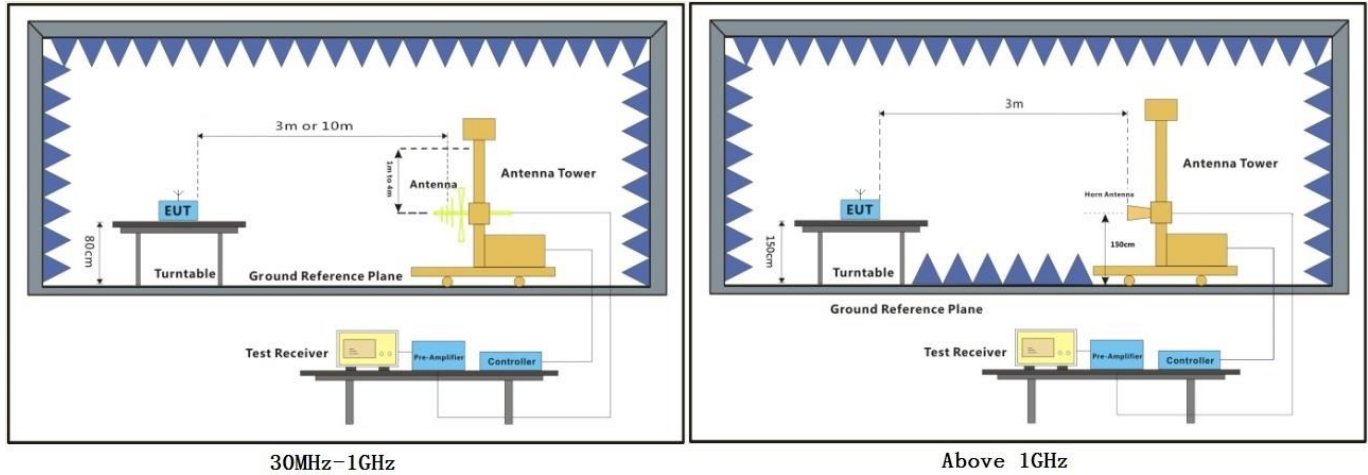 3m or 10m
1m to 4m
Antenna
Antenna Tower
EUT
80cm
Turntable
Ground Reference Plane
Test Receiver
Pre-Amplifier
Controller
30MHz-1GHz
3m
Antenna Tower
Horn Antenna
EUT
150cm
150cm
Turntable
Ground Reference Plane
Test Receiver
Pre-Amplifier
Controller
Above 1GHz